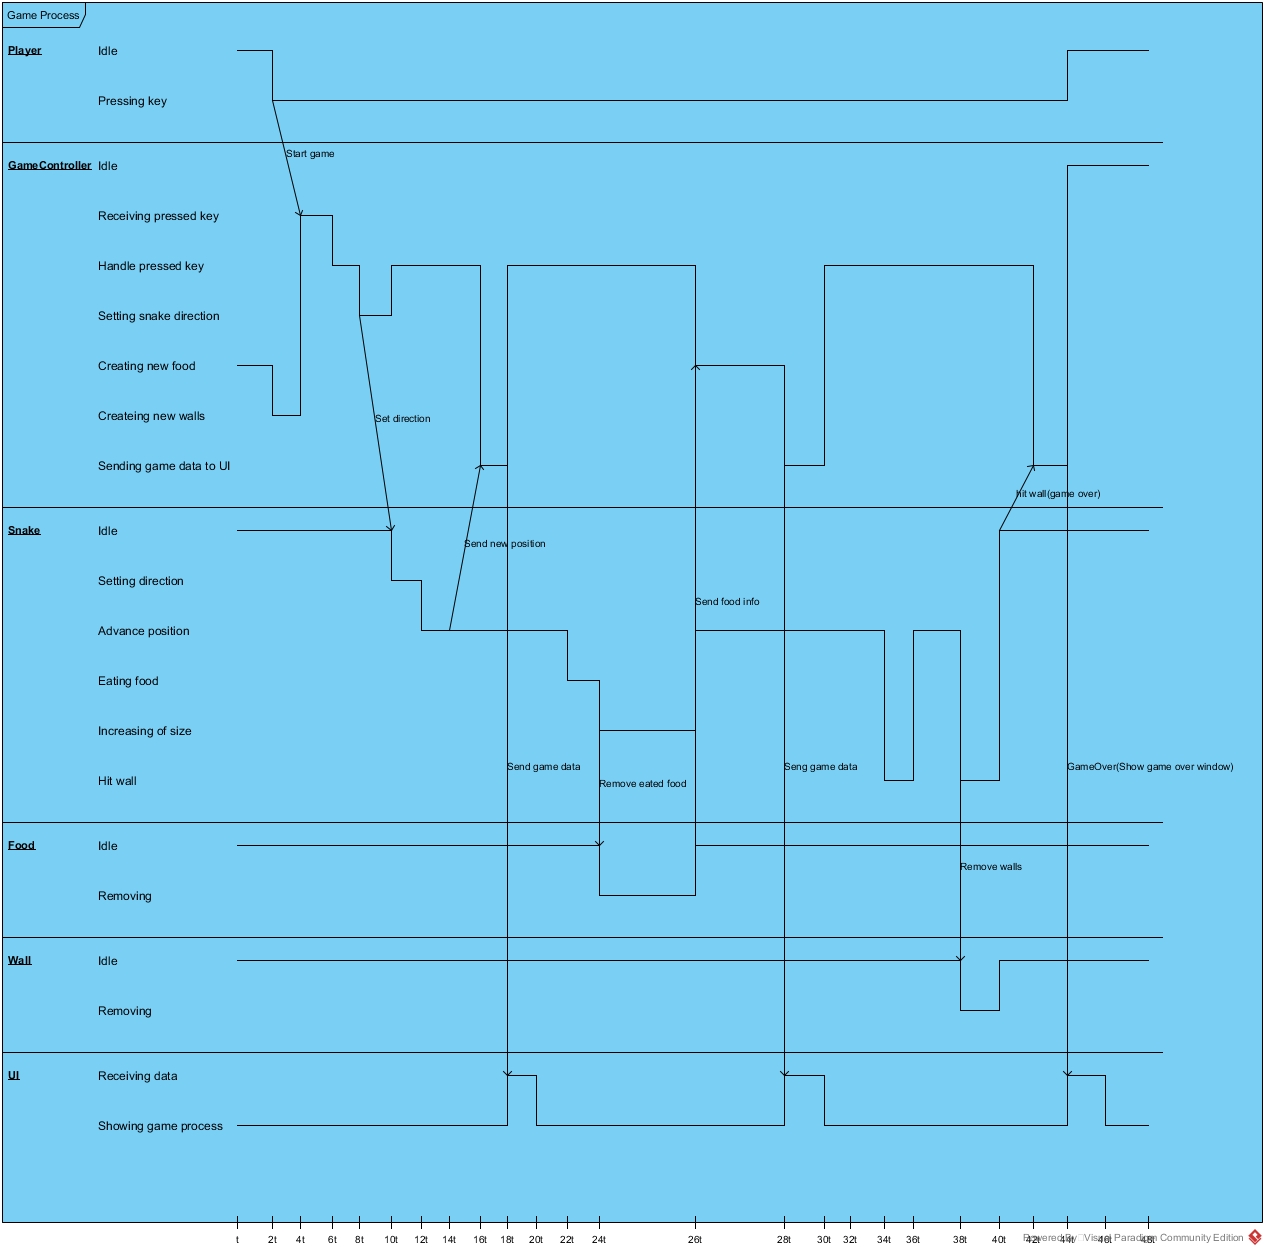 Game Process
Player
Idle
Pressing key
Start game
GameController
Idle
Receiving pressed key
Handle pressed key
Setting snake direction
Creating new food
Createing new walls
Set direction
Sending game data to UI
hit wall(game over)
Snake
Idle
Send new position
Setting direction
Send food info
Advance position
Eating food
Increasing of size
Send game data
Seng game data
GameOver(Show game over window)
Hit wall
Remove eated food
Food
Idle
Remove walls
Removing
Wall
Idle
Removing
UI
Receiving data
Showing game process
t 2t 4t 6t 8t 10t 12t 14t 16t 18t 20t 22t 24t 26t 28t 30t 32t 34t 36t 38t 40t 42t 44t 46t 48t
Powered By Visual Paradigm Community Edition